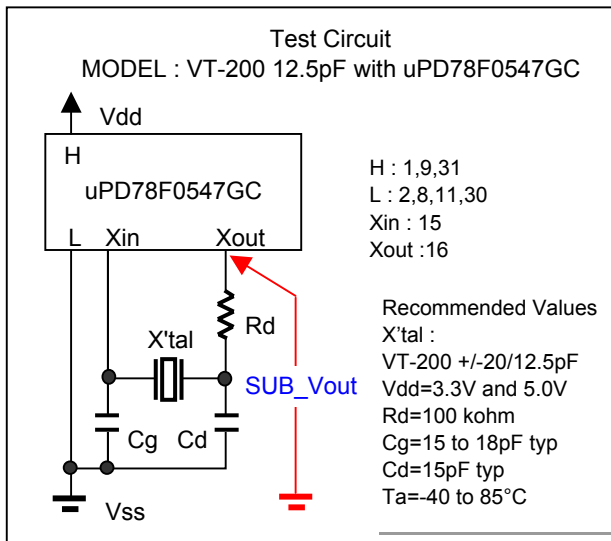 Test Circuit
MODEL : VT-200 12.5pF with uPD78F0547GC
Vdd
H
uPD78F0547GC
L Xin Xout
H : 1,9,31
L : 2,8,11,30
Xin : 15
Xout :16
Rd
X'tal
SUB_Vout
Cg Cd
Vss
Recommended Values
X’tal :
VT-200 +/-20/12.5pF
Vdd=3.3V and 5.0V
Rd=100 kohm
Cg=15 to 18pF typ
Cd=15pF typ
Ta=-40 to 85°C